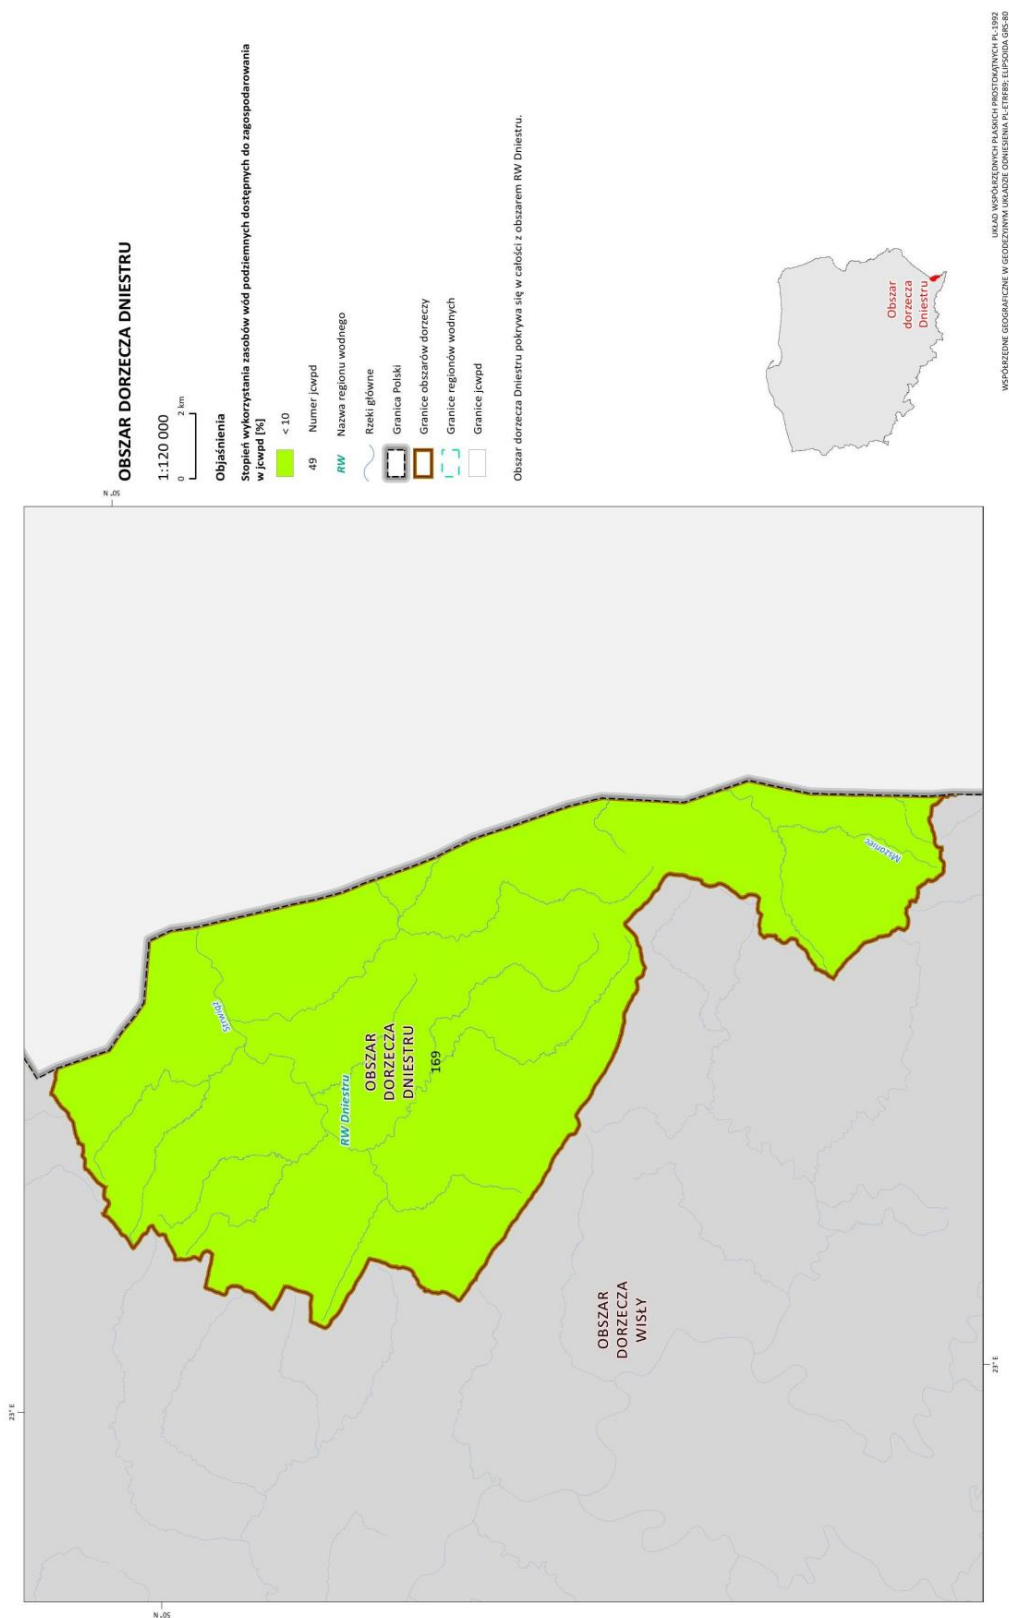 OBSZAR DORZECZA DNIESTRU
1:120 000
0 2 km
Objaśnienia
Stopień wykorzystania zasobów wód podziemnych dostępnych do zagospodarowania
w jcwpd [%]
< 10
49 Numer jcwpd
RW Nazwa regionu wodnego
Rzeki główne
Granica Polski
Granice obszarów dorzeczy
Granice regionów wodnych
Granice jcwpd
Obszar dorzecza Dniestru pokrywa się w całości z obszarem RW Dniestru.
Obszar
dorzecza
Dniestru
UKŁAD WSPÓŁRZĘDNYCH PŁASKICH PROSTOKĄTNYCH PL-1992
WSPÓŁRZĘDNE GEOGRAFICZNE W GEODEZYJNYM UKŁADZIE ODNIESIENIA PL-ETRF89; ELIPSOIDA GRS-80
23° E
50° N
Strwiąż
RW Dniestru
OBSZAR
DORZECZA
DNIESTRU
169
Mszaniec
OBSZAR
DORZECZA
WISŁY
50° N
23° E